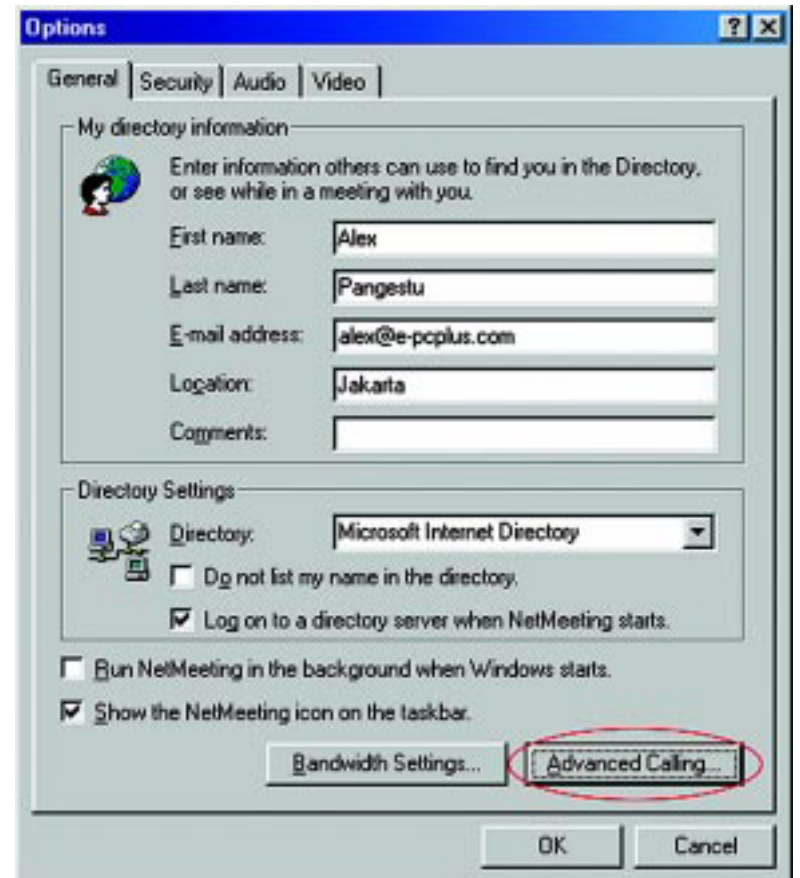 Options
General Security Audio Video
My directory information
Enter information others can use to find you in the Directory,
or see while in a meeting with you.
First name: Alex
Last name: Pangestu
E-mail address: alex@e-pcplus.com
Location: Jakarta
Comments:
Directory Settings
Directory: Microsoft Internet Directory
Do not list my name in the directory.
Log on to a directory server when NetMeeting starts.
Run NetMeeting in the background when Windows starts.
Show the NetMeeting icon on the taskbar.
Bandwidth Settings... Advanced Calling...
OK Cancel